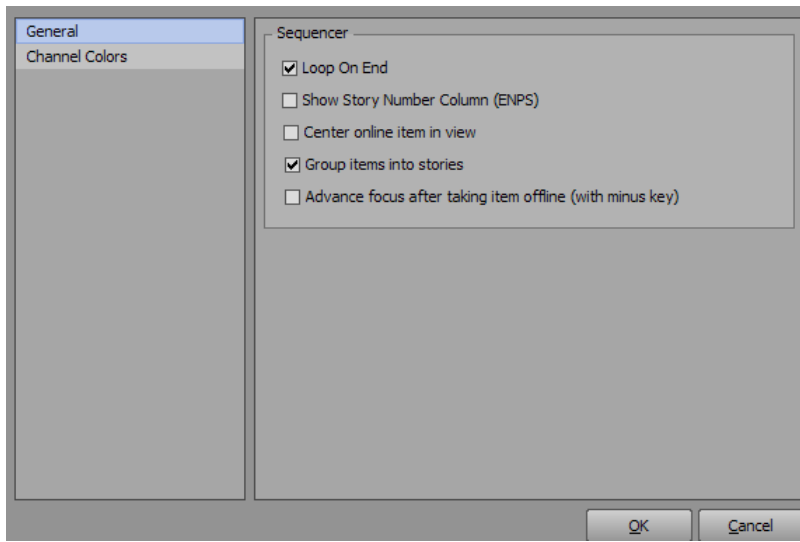 General
Channel Colors
Sequencer
Loop On End
Show Story Number Column (ENPS)
Center online item in view
Group items into stories
Advance focus after taking item offline (with minus key)
OK
Cancel